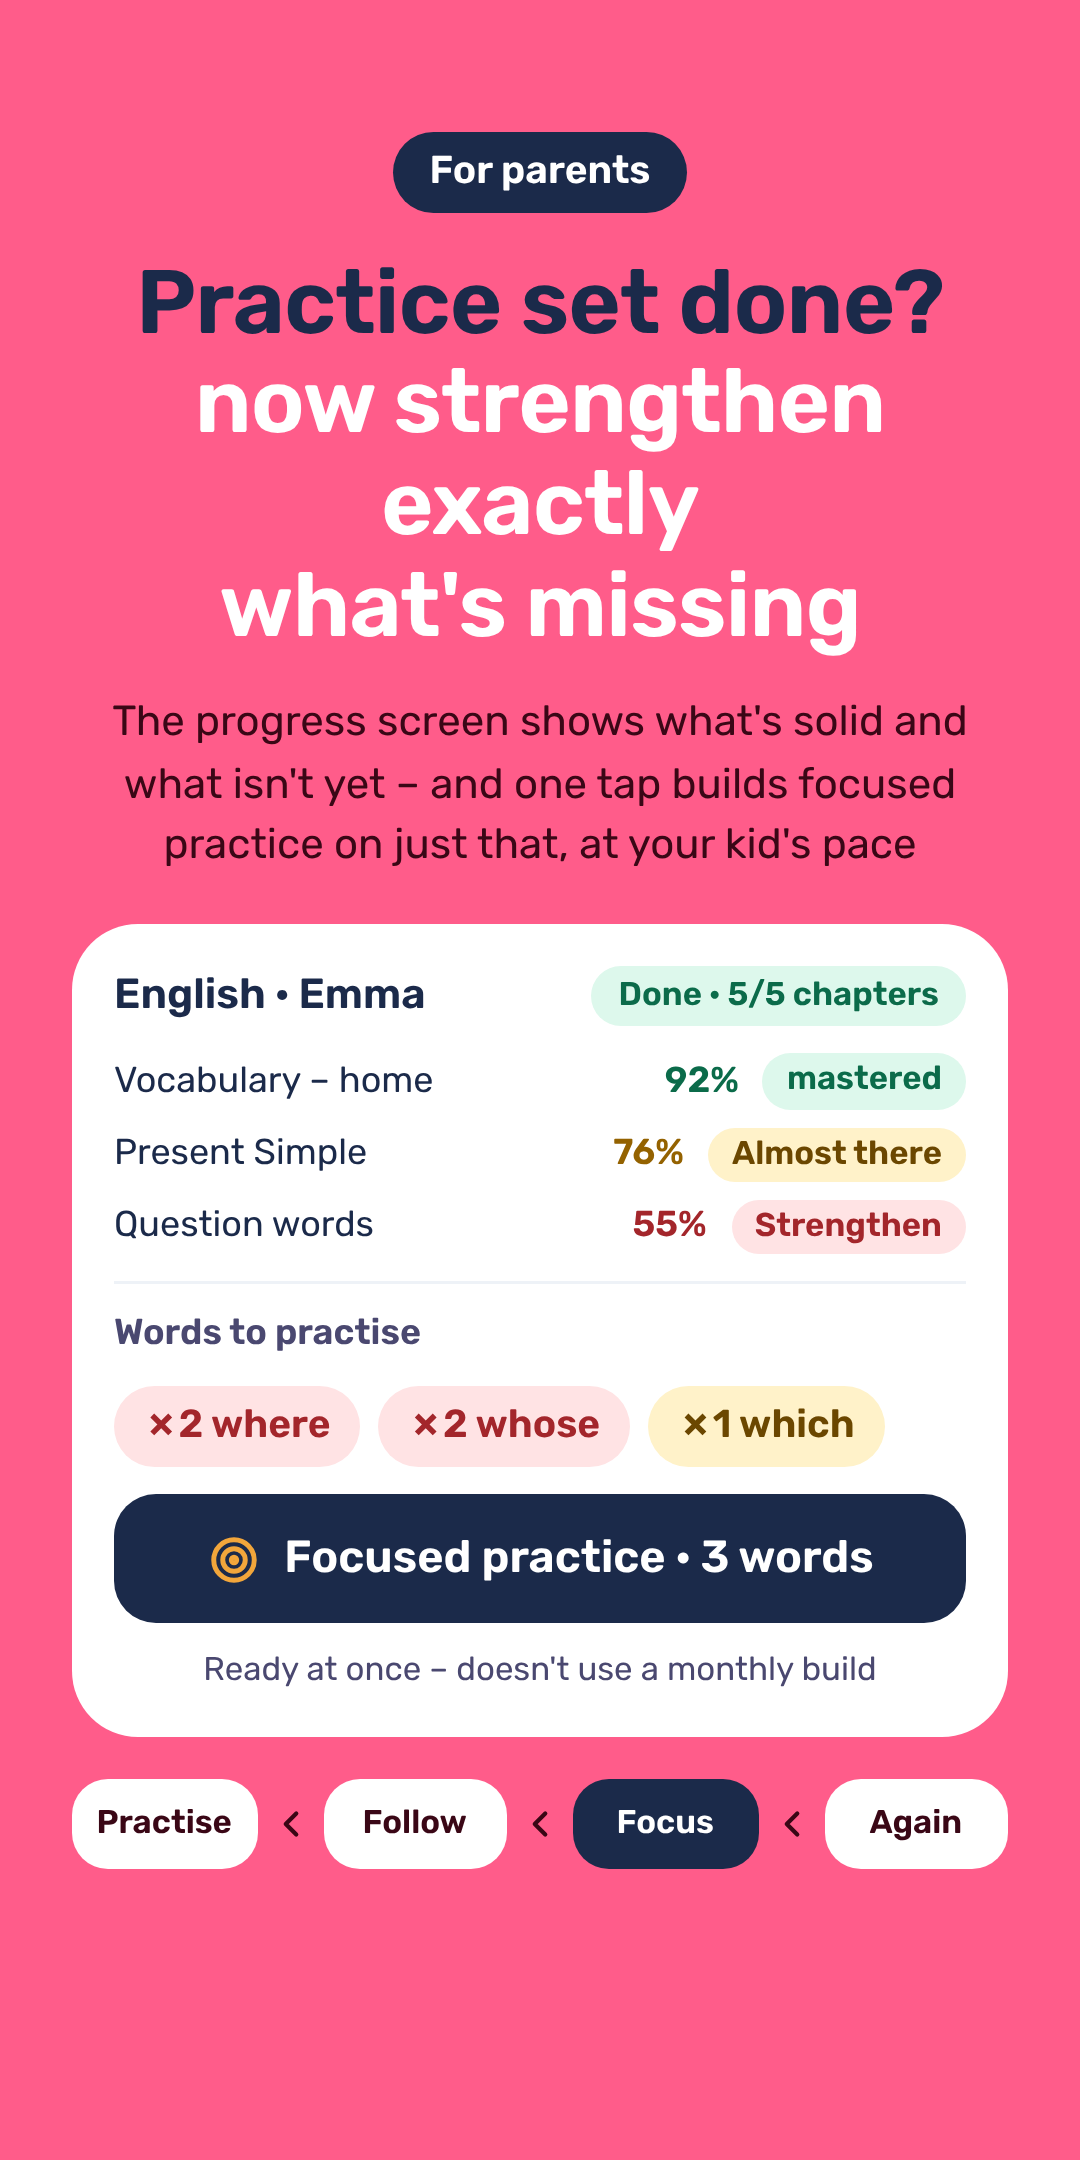 For parents
Practice set done?
now strengthen
exactly
what's missing
The progress screen shows what's solid and
what isn't yet – and one tap builds focused
practice on just that, at your kid's pace
English • Emma
Done • 5/5 chapters
Vocabulary – home
92%
mastered
Present Simple
76%
Almost there
Question words
55%
Strengthen
Words to practise
×2 where
×2 whose
×1 which
Focused practice • 3 words
Ready at once – doesn't use a monthly build
Practise
Follow
Focus
Again